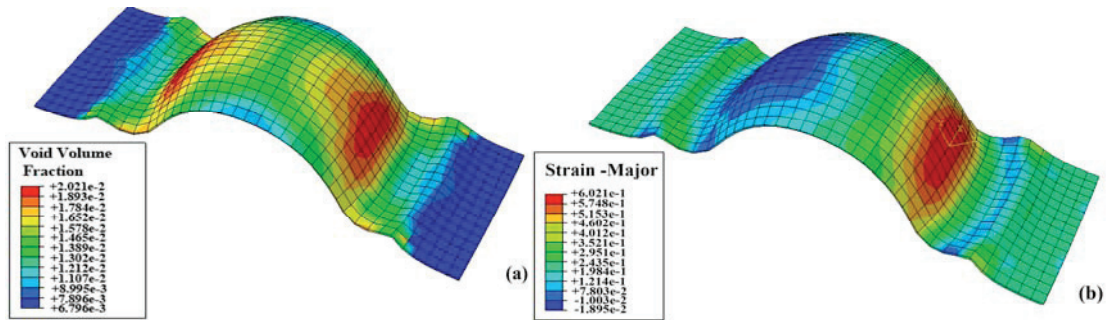 Void Volume
Fraction
+2.021e-2
+1.893e-2
+1.784e-2
+1.652e-2
+1.578e-2
+1.465e-2
+1.389e-2
+1.302e-2
+1.212e-2
+1.107e-2
+8.995e-3
+7.896e-3
+6.796e-3
(a)
Strain -Major
+6.021e-1
+5.748e-1
+5.153e-1
+4.602e-1
+4.012e-1
+3.521e-1
+2.951e-1
+2.435e-1
+1.984e-1
+1.214e-1
+7.803e-2
-1.003e-2
-1.895e-2
(b)